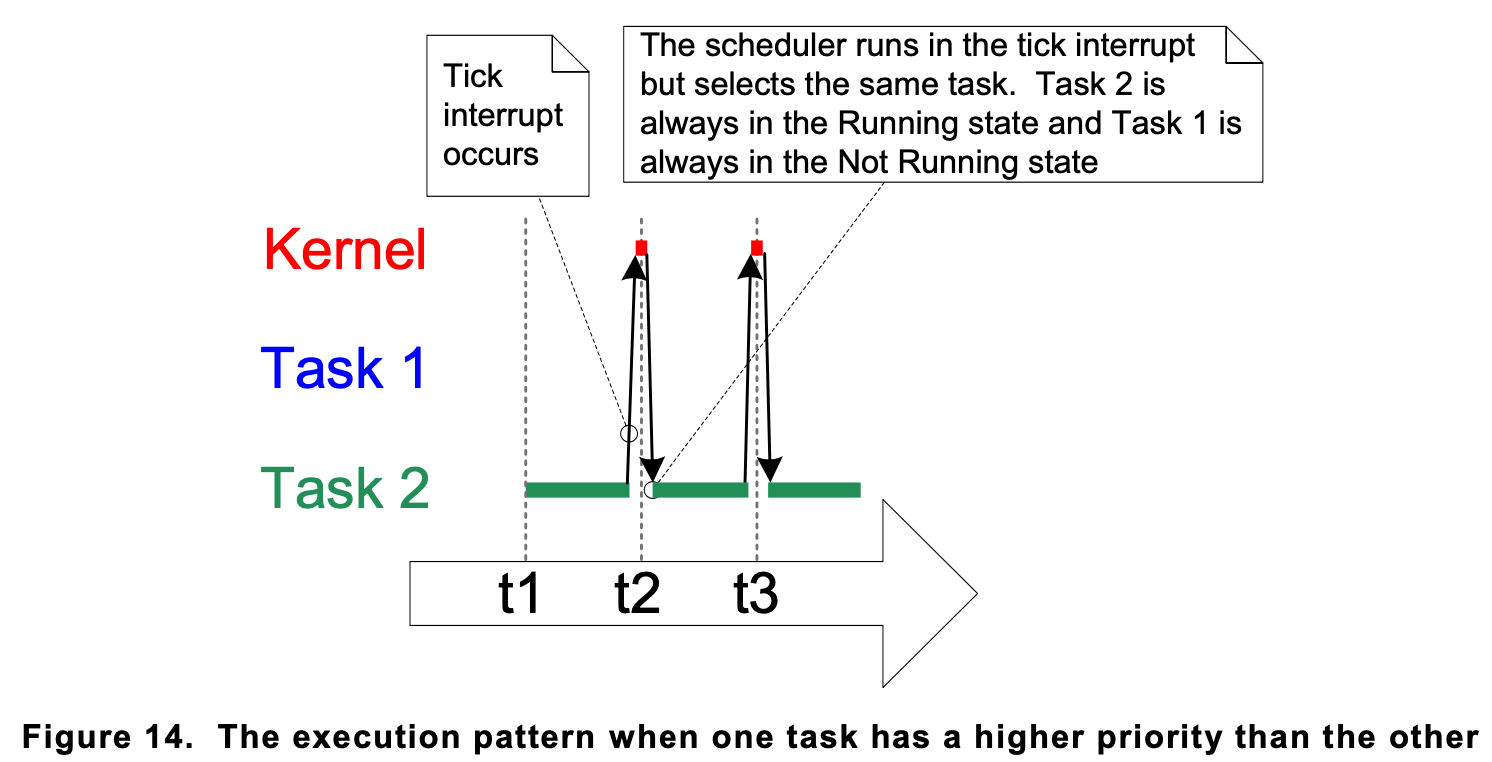 Tick
interrupt
occurs
The scheduler runs in the tick interrupt
but selects the same task.  Task 2 is
always in the Running state and Task 1 is
always in the Not Running state
Kernel
Task 1
Task 2
t1
t2
t3
Figure 14.  The execution pattern when one task has a higher priority than the other